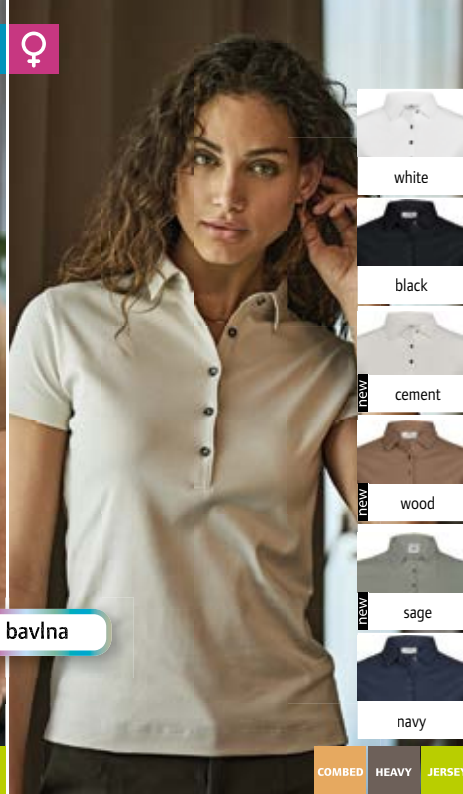 white
black
new
cement
new
wood
new
sage
navy
bavlna
COMBED
HEAVY
JERSEY